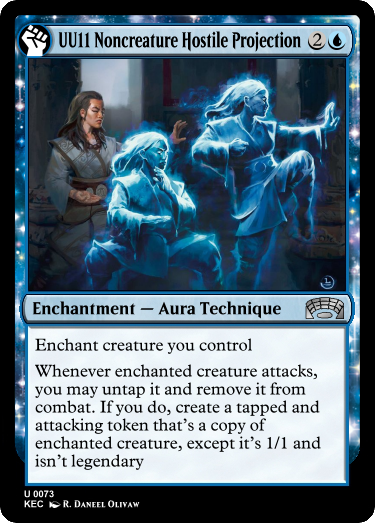 UU11 Noncreature Hostile Projection 2
Enchantment — Aura Technique
Enchant creature you control
Whenever enchanted creature attacks,
you may untap it and remove it from
combat. If you do, create a tapped and
attacking token that's a copy of
enchanted creature, except it's 1/1 and
isn't legendary
U 0073
KEC R. Daneel Olivaw